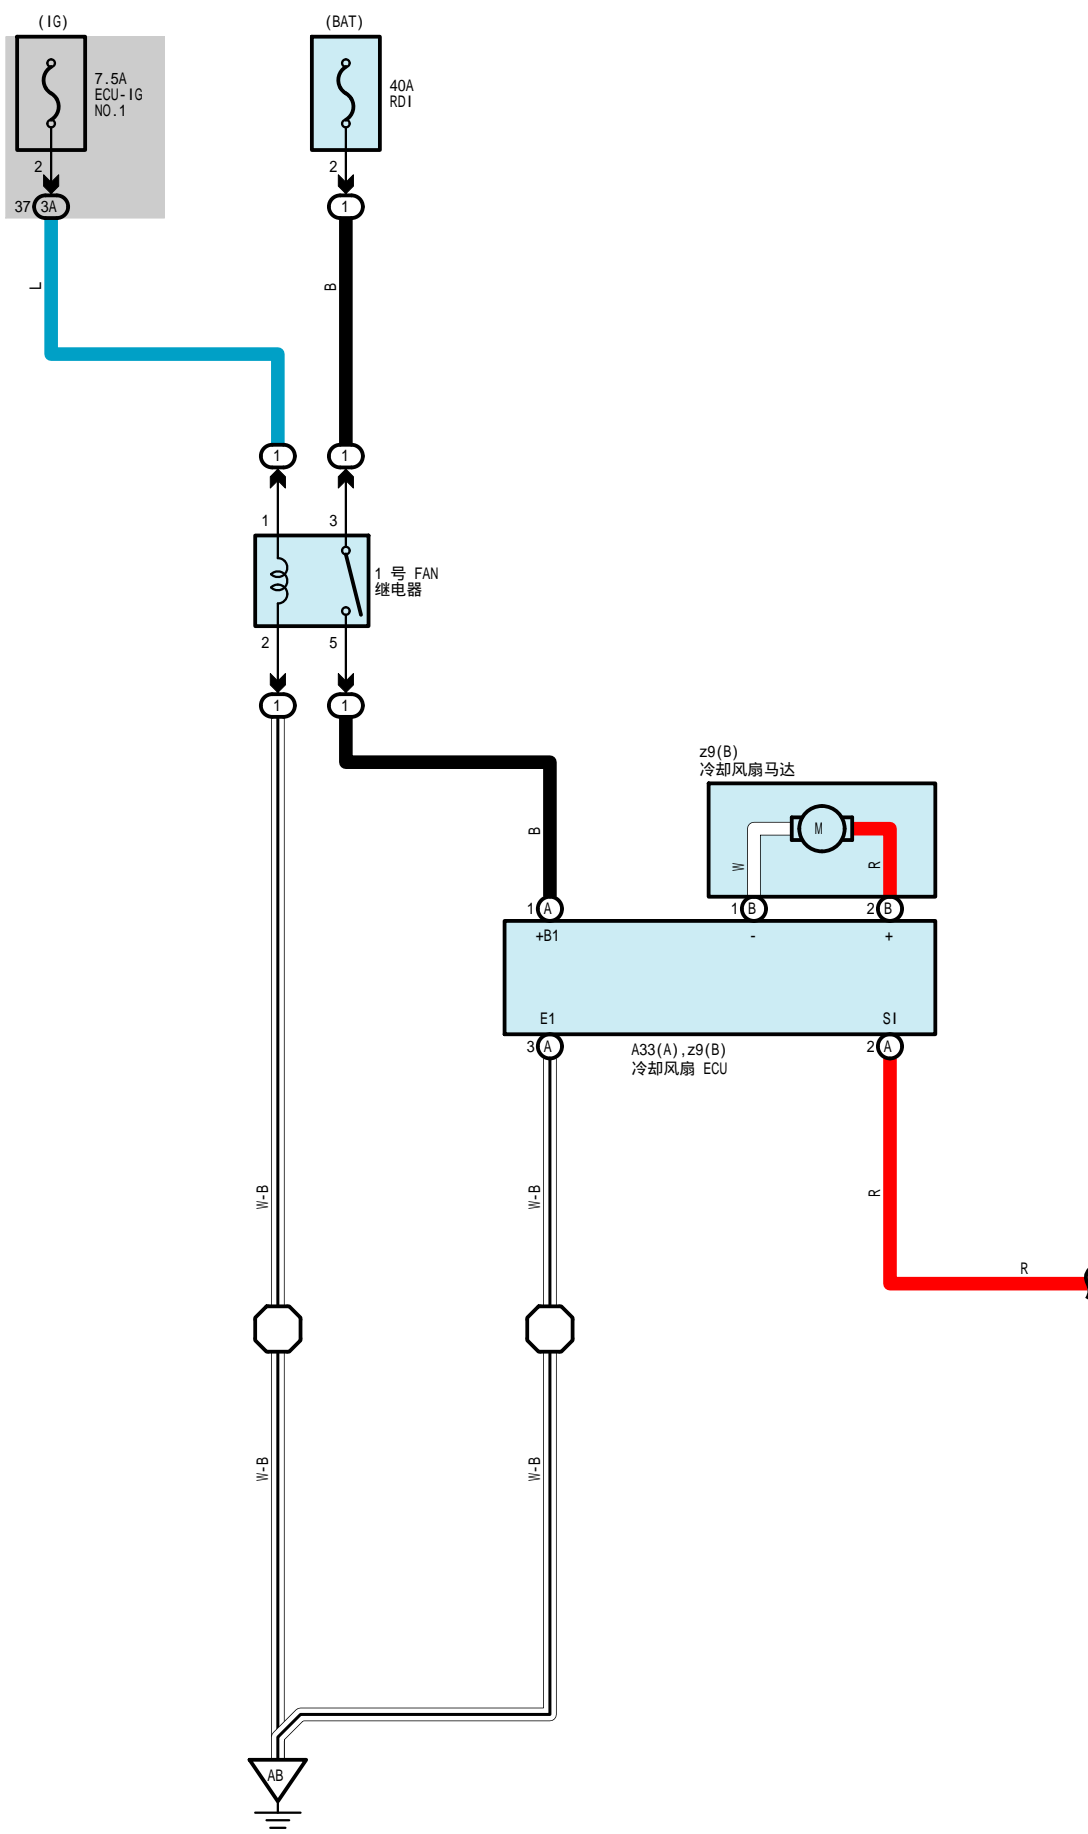 (IG)
(BAT)
7.5A
ECU-IG
NO.1
40A
RDI
2
2
37
3A
1
L
B
1
1
1
3
1 号 FAN
继电器
2
5
1
1
z9(B)
冷却风扇马达
M
B
W
R
1
A
1
B
2
B
+B1
-
+
E1
SI
3
A
A33(A),z9(B)
冷却风扇 ECU
2
A
W-B
W-B
R
R
W-B
W-B
AB